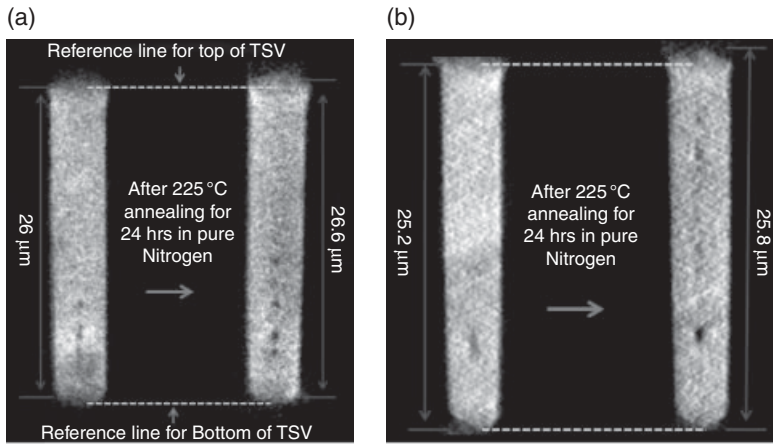 (a)
Reference line for top of TSV
26 µm
After 225 °C
annealing for
24 hrs in pure
Nitrogen
26.6 µm
Reference line for Bottom of TSV
(b)
25.2 µm
After 225 °C
annealing for
24 hrs in pure
Nitrogen
25.8 µm